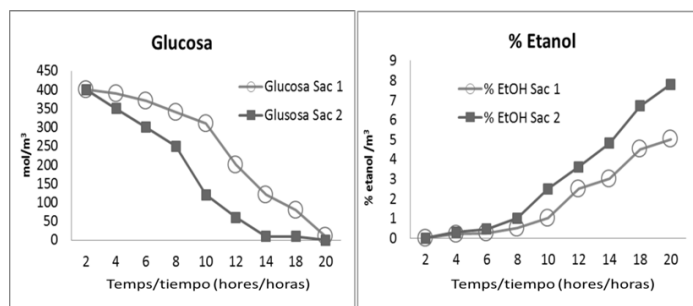 Glucosa
450
400
350
300
250
200
150
100
50
0
mol/m³
Glucosa Sac 1
Glusosa Sac 2
2 4 6 8 10 12 14 18 20
Temps/tiempo (hores/horas)
% Etanol
9
8
7
6
5
4
3
2
1
0
% etanol /m³
% EtOH Sac 1
% EtOH Sac 2
2 4 6 8 10 12 14 18 20
Temps/tiempo (hores/horas)